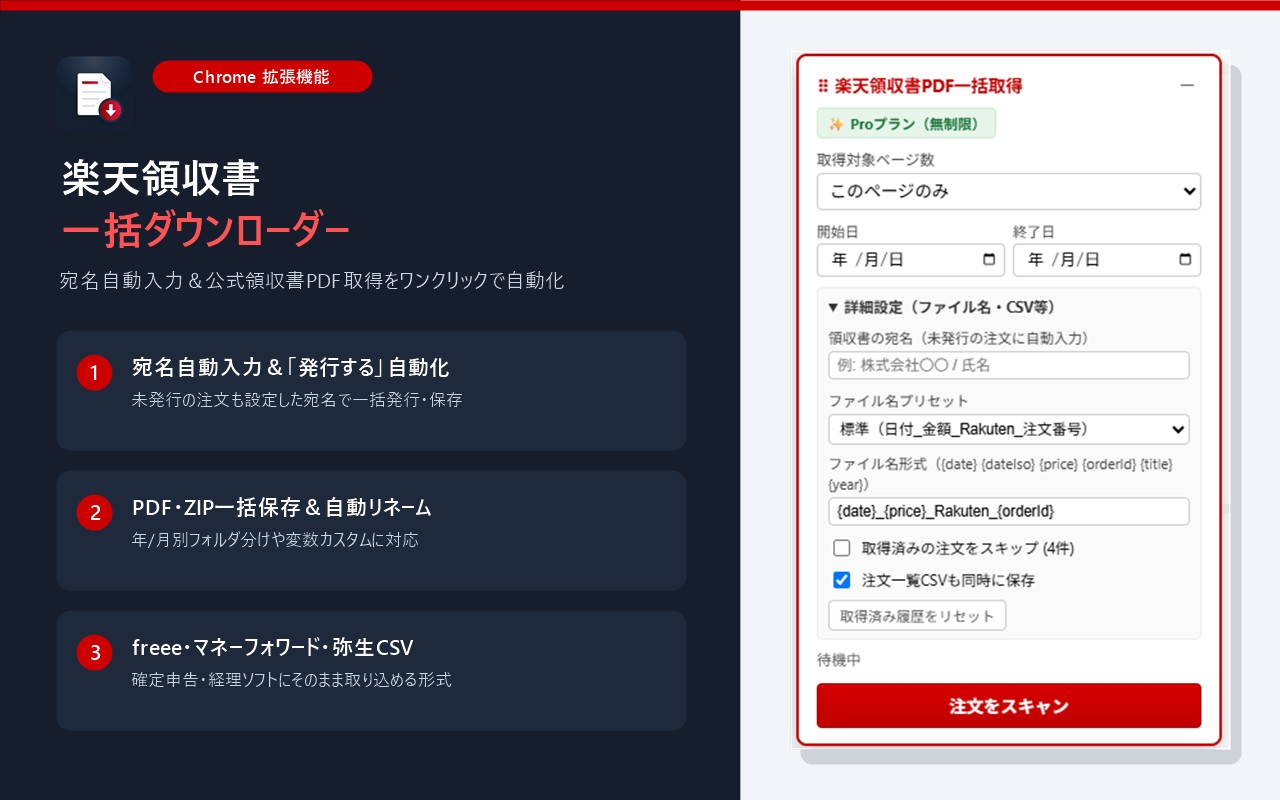 Chrome 拡張機能
楽天領収書
一括ダウンローダー
宛名自動入力＆公式領収書PDF取得をワンクリックで自動化
1
宛名自動入力＆「発行する」自動化
未発行の注文も設定した宛名で一括発行・保存
2
PDF・ZIP一括保存＆自動リネーム
年/月別フォルダ分けや変数カスタムに対応
3
freee・マネーフォワード・弥生CSV
確定申告・経理ソフトにそのまま取り込める形式
楽天領収書PDF一括取得
Proプラン（無制限）
取得対象ページ数
このページのみ
開始日 終了日
年 /月/日 年 /月/日
▼ 詳細設定（ファイル名・CSV等）
領収書の宛名（未発行の注文に自動入力）
例: 株式会社〇〇 / 氏名
ファイル名プリセット
標準（日付_金額_Rakuten_注文番号）
ファイル名形式（{date} {dateIso} {price} {orderId} {title}
{year}）
{date}_{price}_Rakuten_{orderId}
取得済みの注文をスキップ (4件)
注文一覧CSVも同時に保存
取得済み履歴をリセット
待機中
注文をスキャン